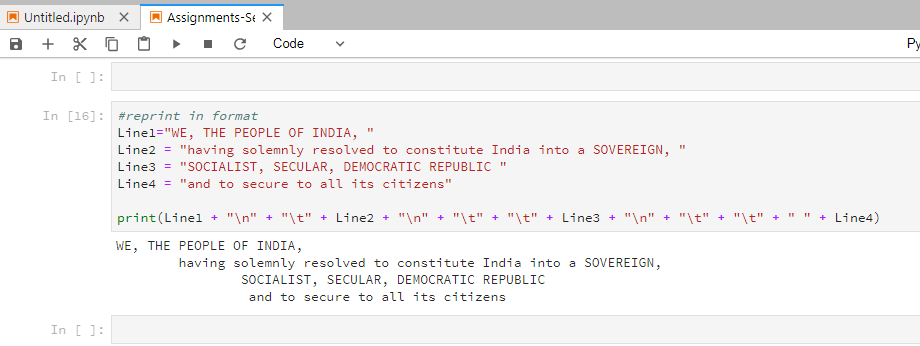 Untitled.ipynb × Assignments-Se ×
Code
Py
In [ ]:
In [16]:
#reprint in format
Line1="WE, THE PEOPLE OF INDIA, "
Line2 = "having solemnly resolved to constitute India into a SOVEREIGN, "
Line3 = "SOCIALIST, SECULAR, DEMOCRATIC REPUBLIC "
Line4 = "and to secure to all its citizens"
print(Line1 + "\n" + "\t" + Line2 + "\n" + "\t" + "\t" + Line3 + "\n" + "\t" + "\t" + " " + Line4)
WE, THE PEOPLE OF INDIA,
having solemnly resolved to constitute India into a SOVEREIGN,
SOCIALIST, SECULAR, DEMOCRATIC REPUBLIC
and to secure to all its citizens
In [ ]: